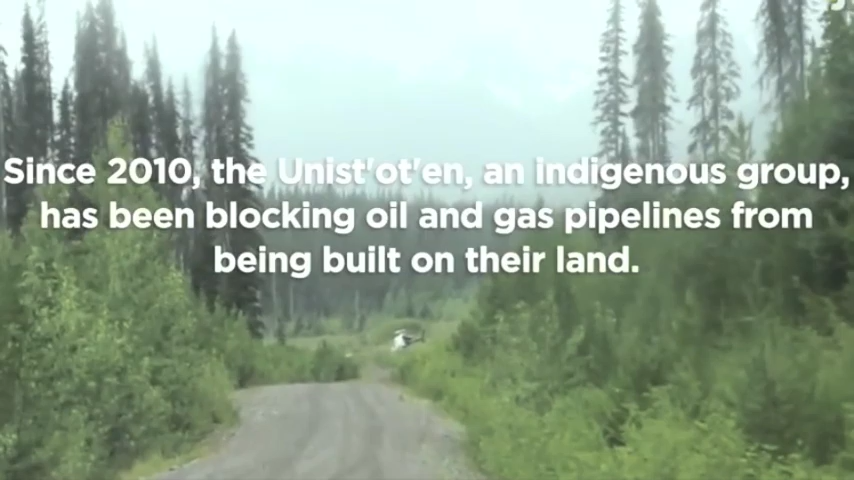 Since 2010, the Unist'ot'en, an indigenous group,
has been blocking oil and gas pipelines from
being built on their land.